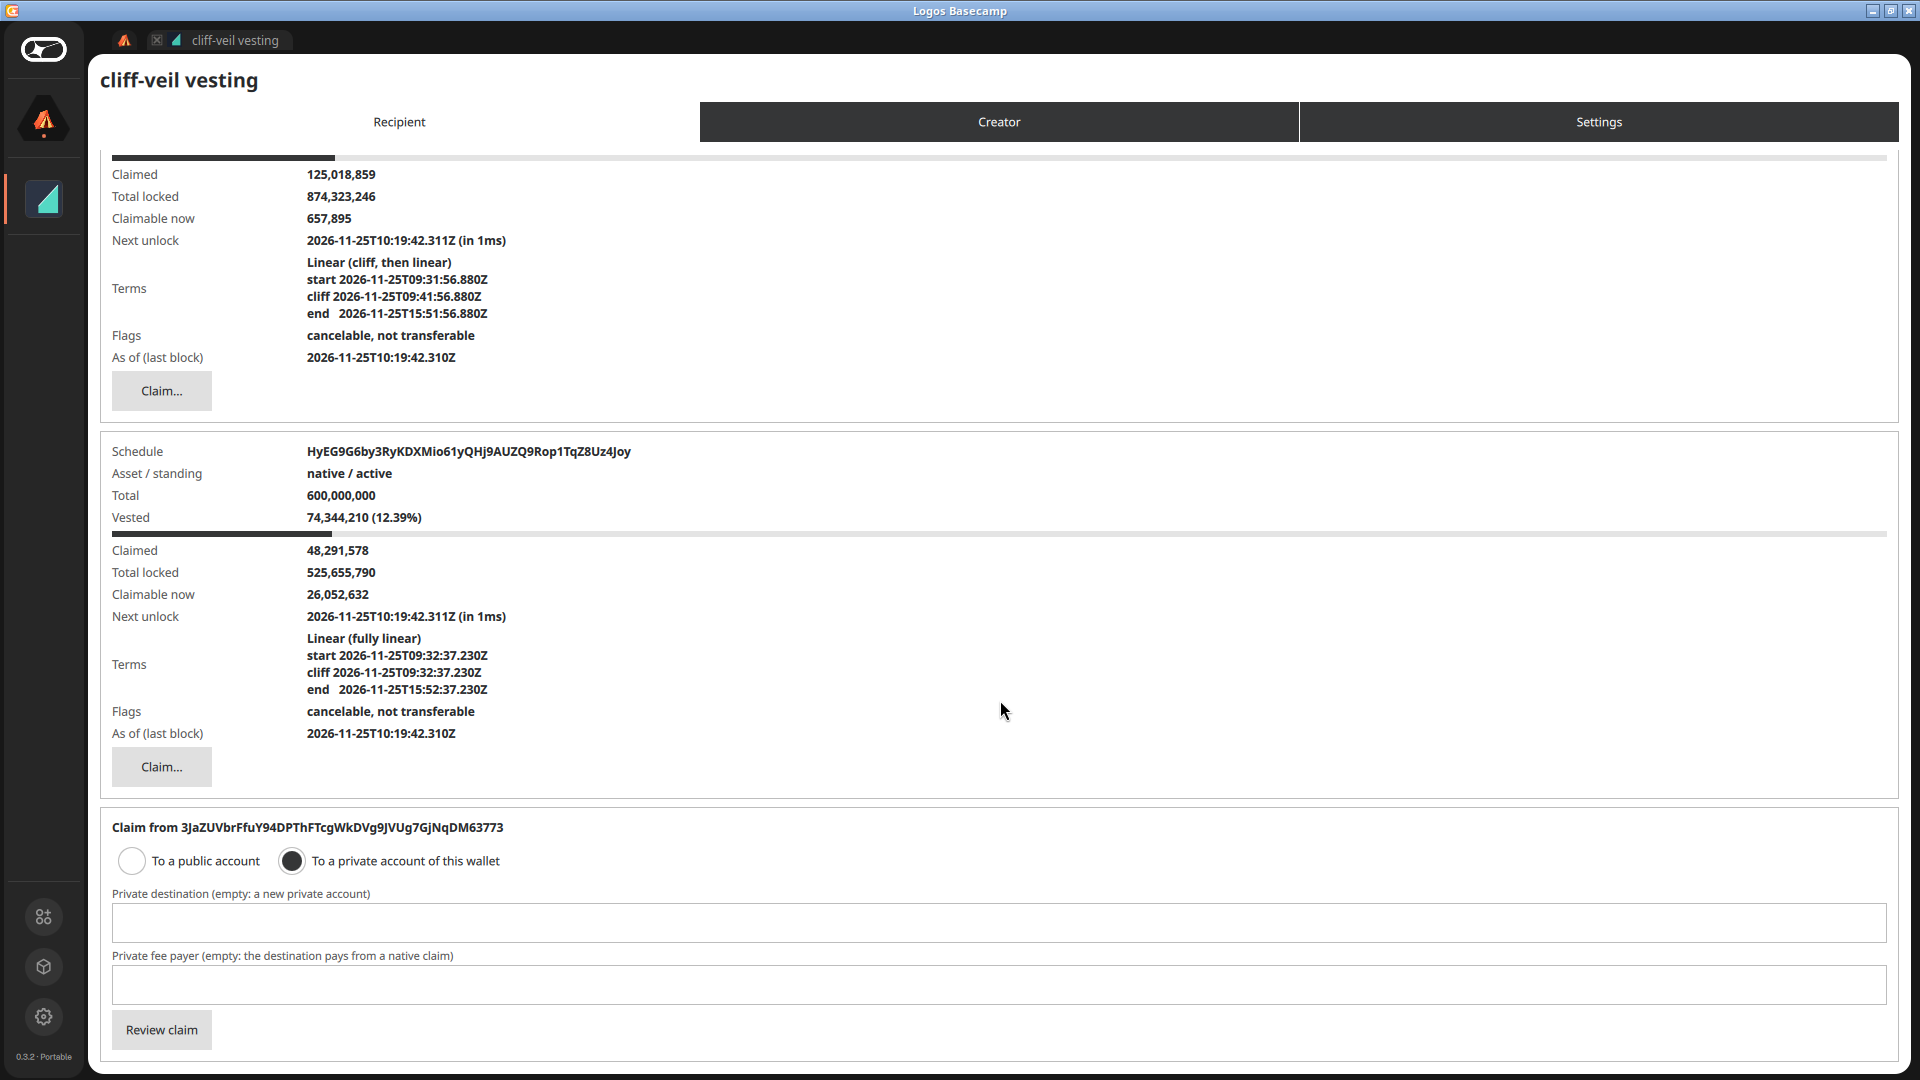 Logos Basecamp
cliff-veil vesting
cliff-veil vesting
Recipient
Creator
Settings
Claimed 125,018,859
Total locked 874,323,246
Claimable now 657,895
Next unlock 2026-11-25T10:19:42.311Z (in 1ms)
Linear (cliff, then linear)
start 2026-11-25T09:31:56.880Z
Terms
cliff 2026-11-25T09:41:56.880Z
end 2026-11-25T15:51:56.880Z
Flags cancelable, not transferable
As of (last block) 2026-11-25T10:19:42.310Z
Claim...
Schedule HyEG9G6by3RyKDXMio61yQHj9AUZQ9Rop1TqZ8Uz4Joy
Asset / standing native / active
Total 600,000,000
Vested 74,344,210 (12.39%)
Claimed 48,291,578
Total locked 525,655,790
Claimable now 26,052,632
Next unlock 2026-11-25T10:19:42.311Z (in 1ms)
Linear (fully linear)
start 2026-11-25T09:32:37.230Z
Terms
cliff 2026-11-25T09:32:37.230Z
end 2026-11-25T15:52:37.230Z
Flags cancelable, not transferable
As of (last block) 2026-11-25T10:19:42.310Z
Claim...
Claim from 3JaZUVbrFfuY94DPThFTcgWkDVg9JVUg7GjNqDM63773
To a public account
To a private account of this wallet
Private destination (empty: a new private account)
Private fee payer (empty: the destination pays from a native claim)
Review claim
0.3.2 · Portable